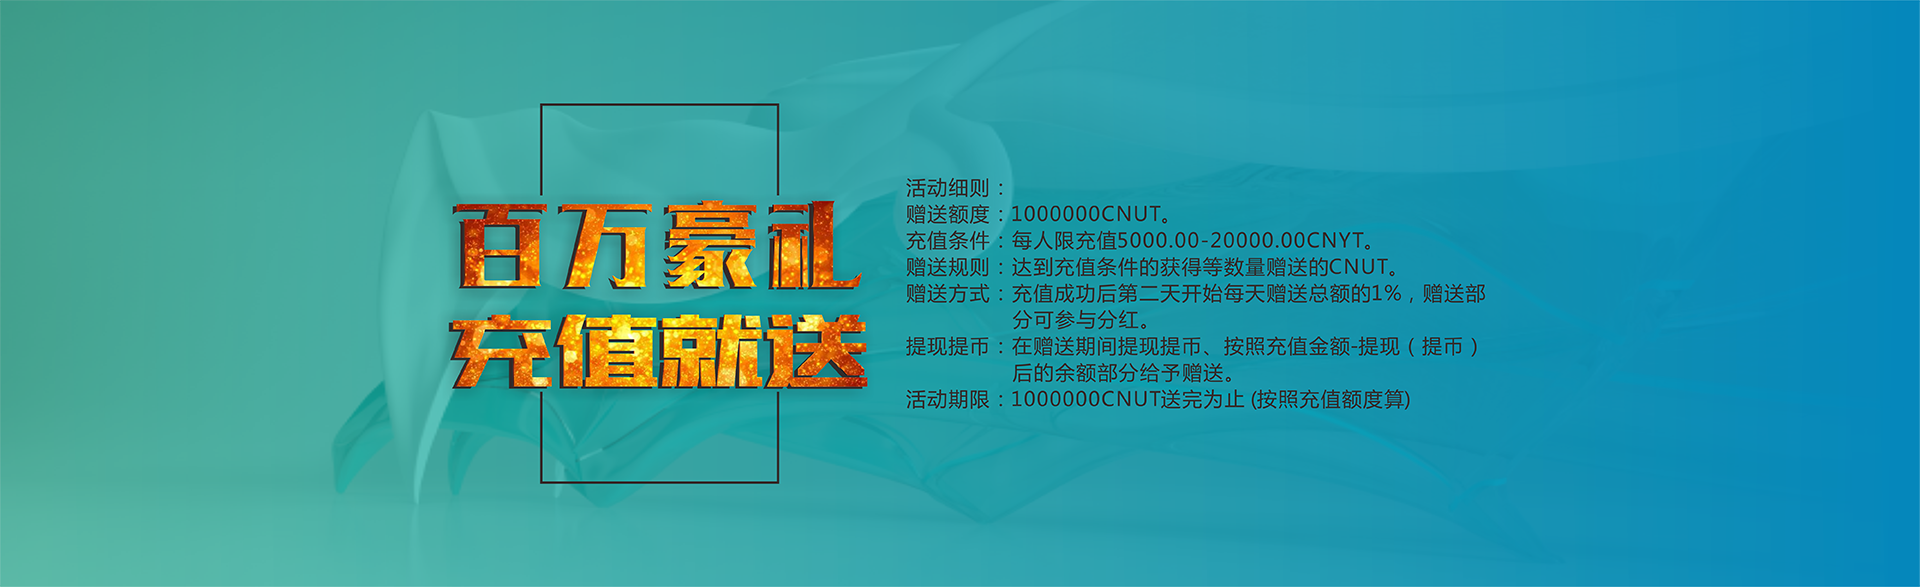 百万豪礼
充值就送
活动细则：
赠送额度：1000000CNUT。
充值条件：每人限充值5000.00-20000.00CNYT。
赠送规则：达到充值条件的获得等数量赠送的CNUT。
赠送方式：充值成功后第二天开始每天赠送总额的1%，赠送部
分可参与分红。
提现提币：在赠送期间提现提币、按照充值金额-提现（提币）
后的余额部分给予赠送。
活动期限：1000000CNUT送完为止 (按照充值额度算)